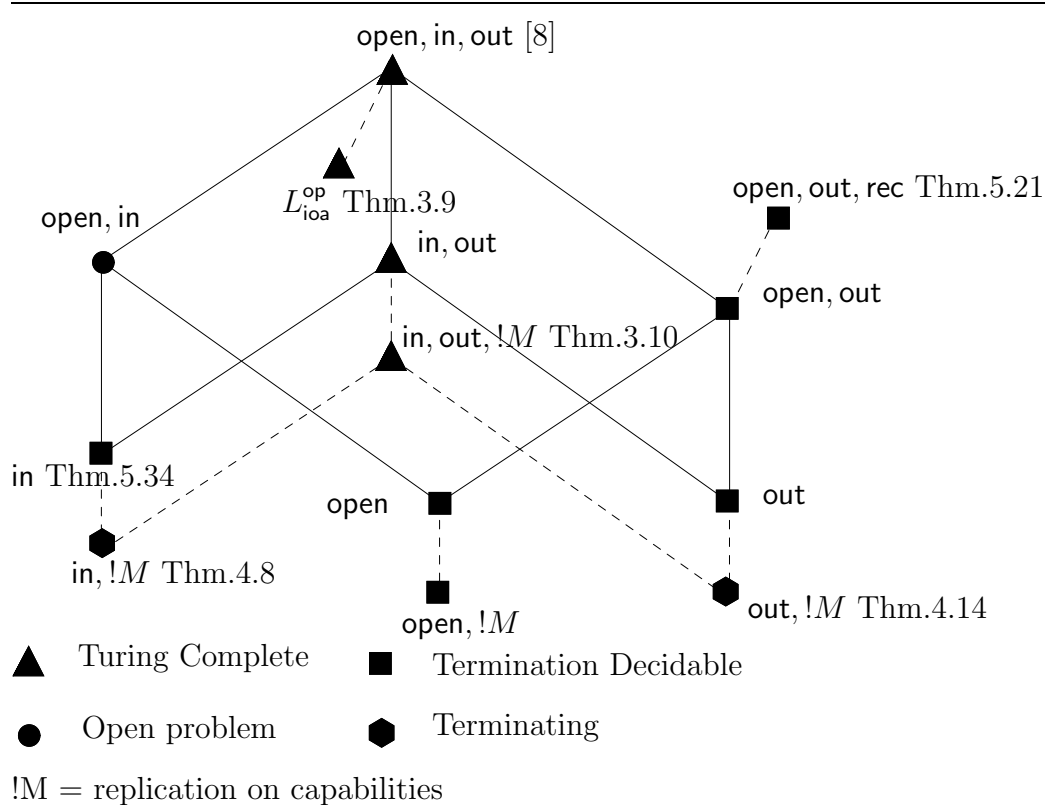 open, in, out [8]
L^op_ioa Thm.3.9
open, out, rec Thm.5.21
open, in
in, out
open, out
in, out, !M Thm.3.10
in Thm.5.34
open
out
in, !M Thm.4.8
open, !M
out, !M Thm.4.14
Turing Complete
Termination Decidable
Open problem
Terminating
!M = replication on capabilities